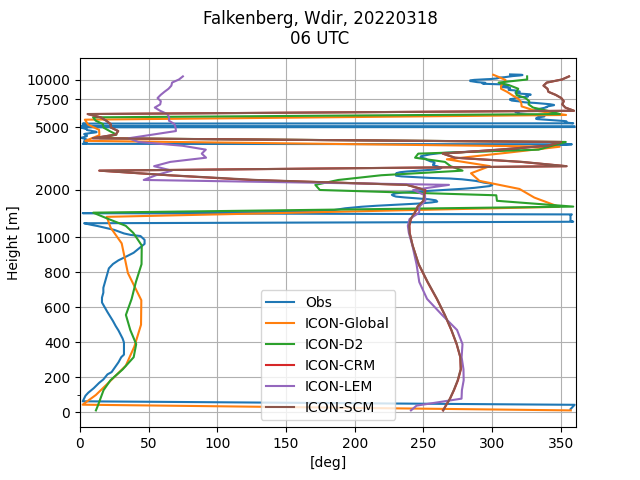 Falkenberg, Wdir, 20220318
06 UTC
Height [m]
10000
7500
5000
2000
1000
800
600
400
200
0
Obs
ICON-Global
ICON-D2
ICON-CRM
ICON-LEM
ICON-SCM
0 50 100 150 200 250 300 350
[deg]